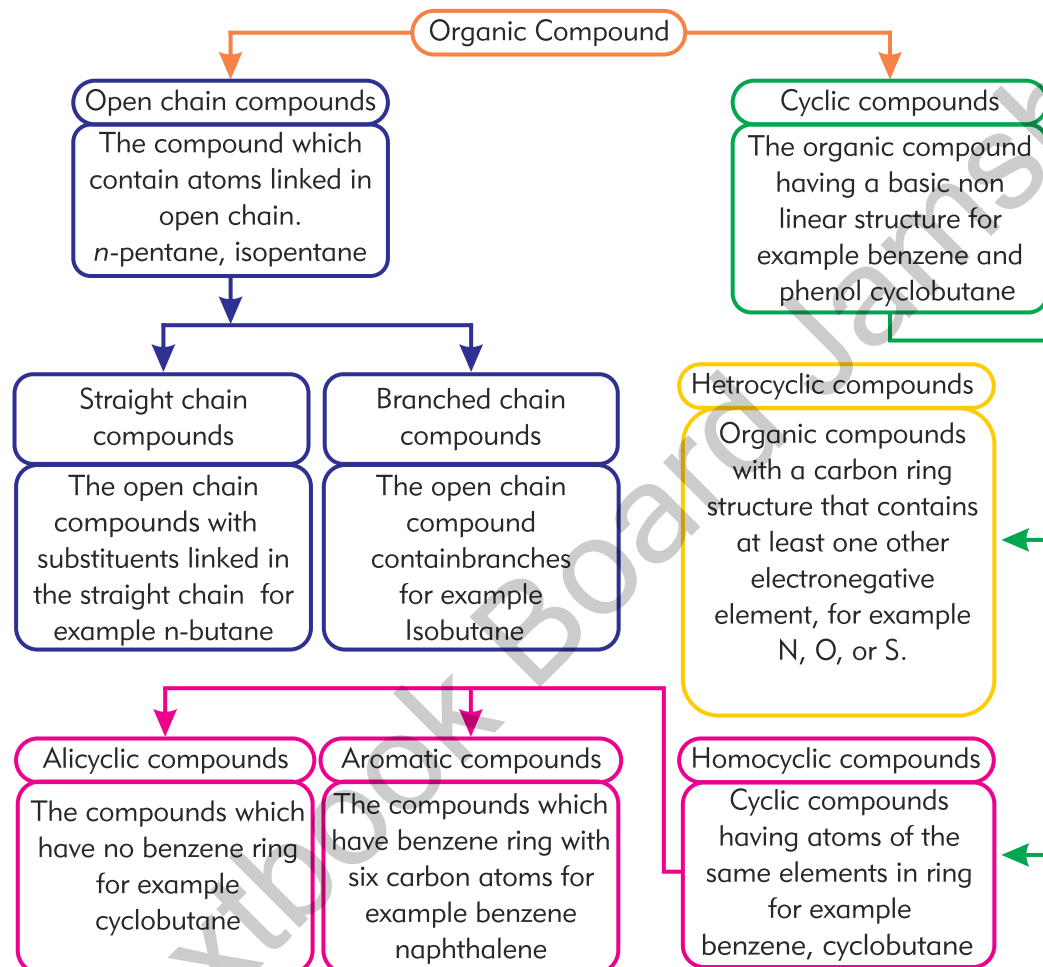 Organic Compound
Open chain compounds
The compound which
contain atoms linked in
open chain.
n-pentane, isopentane
Cyclic compounds
The organic compound
having a basic non
linear structure for
example benzene and
phenol cyclobutane
Straight chain
compounds
The open chain
compounds with
substituents linked in
the straight chain for
example n-butane
Branched chain
compounds
The open chain
compound
containbranches
for example
Isobutane
Hetrocyclic compounds
Organic compounds
with a carbon ring
structure that contains
at least one other
electronegative
element, for example
N, O, or S.
Alicyclic compounds
The compounds which
have no benzene ring
for example
cyclobutane
Aromatic compounds
The compounds which
have benzene ring with
six carbon atoms for
example benzene
naphthalene
Homocyclic compounds
Cyclic compounds
having atoms of the
same elements in ring
for example
benzene, cyclobutane
xtbook Board Jamsh